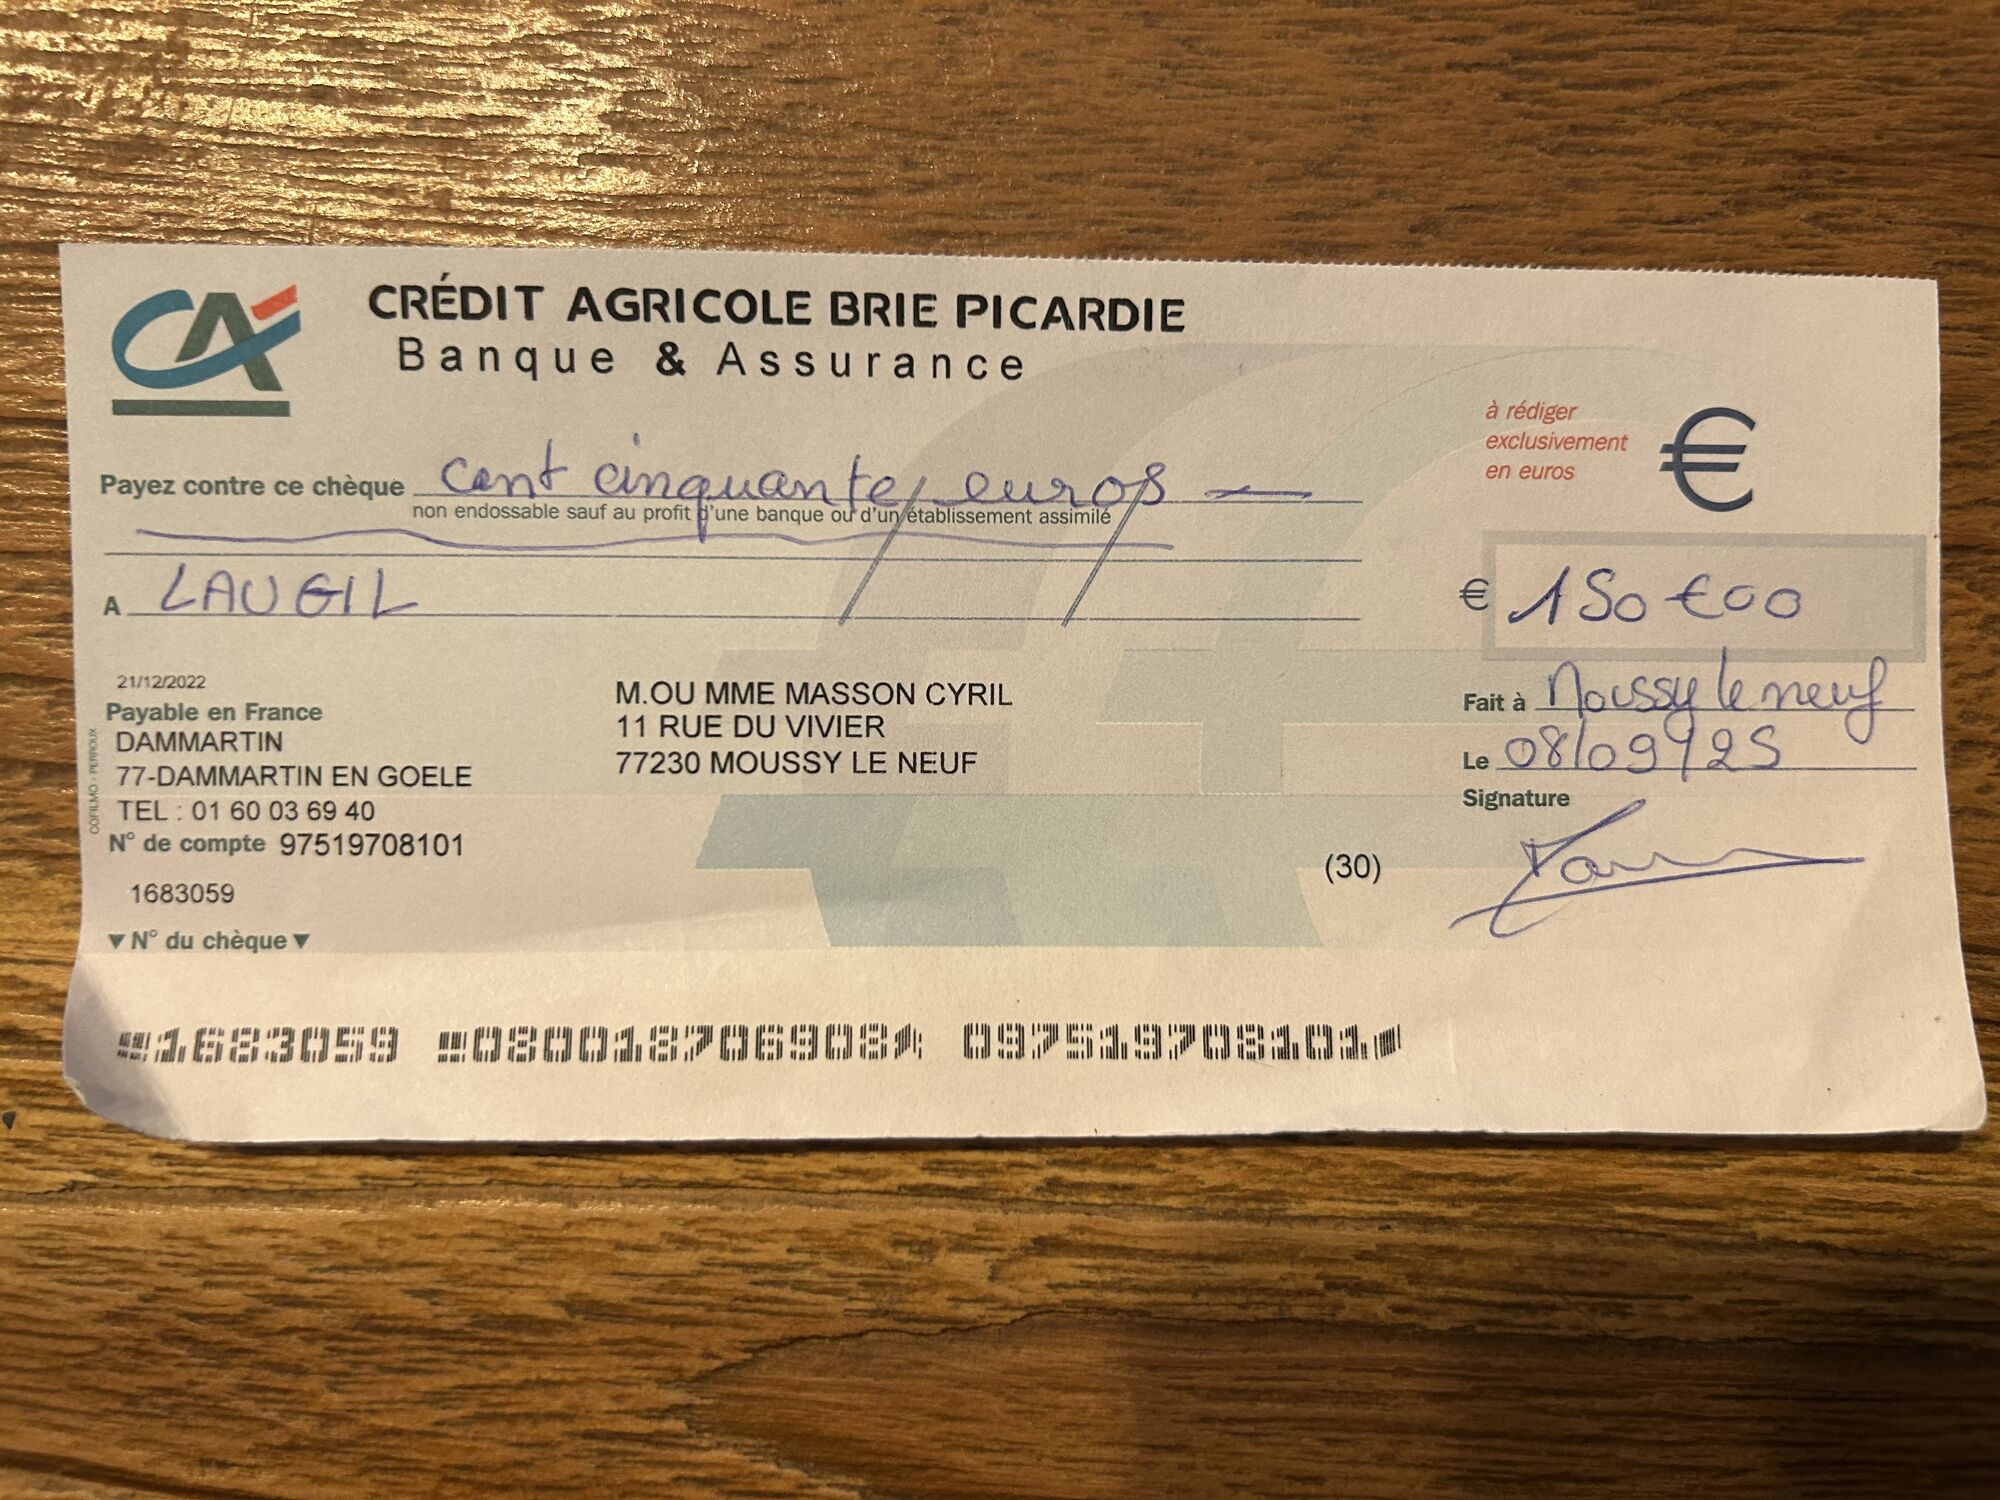 CA
CRÉDIT AGRICOLE BRIE PICARDIE
Banque & Assurance
à rédiger
exclusivement
en euros
€
Payez contre ce chèque cent cinquante euros
non endossable sauf au profit d'une banque ou d'un établissement assimilé
A LAUGIL
€ 150 €00
21/12/2022
Payable en France
DAMMARTIN
77-DAMMARTIN EN GOELE
TEL : 01 60 03 69 40
N° de compte 97519708101
1683059
▼ N° du chèque ▼
COFILMO - PERROUX
M.OU MME MASSON CYRIL
11 RUE DU VIVIER
77230 MOUSSY LE NEUF
Fait à Moussy le neuf
Le 08/09/25
Signature
(30)
1683059 080018706908 097519708101